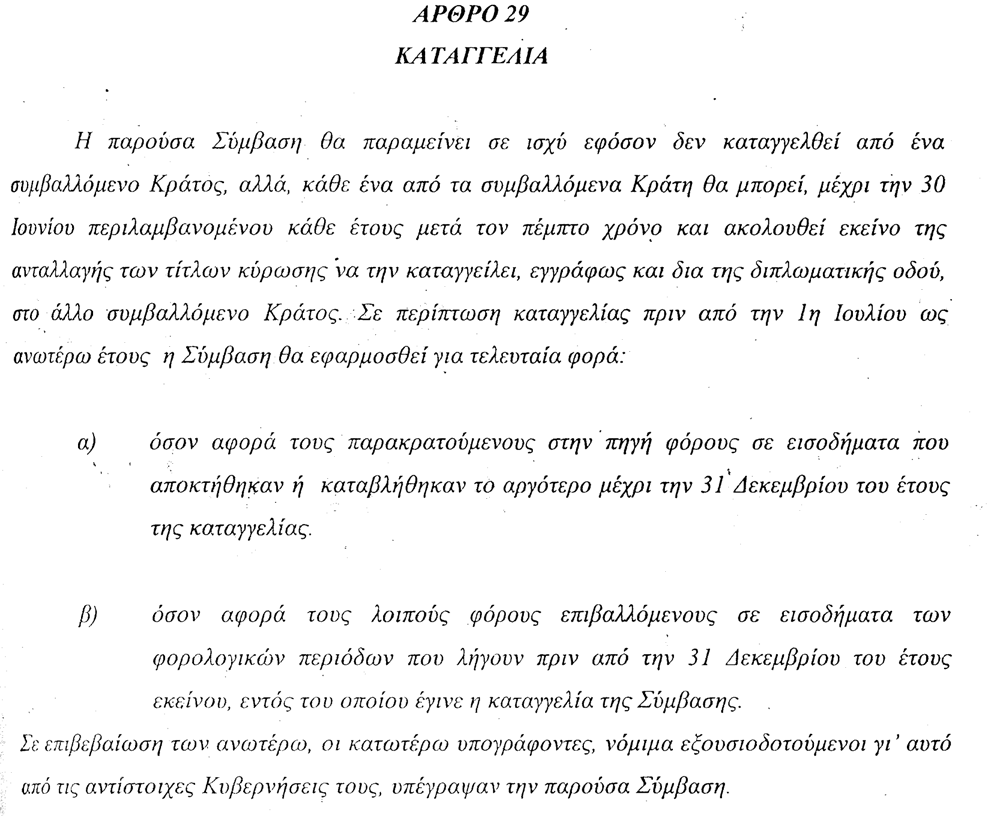 ΑΡΘΡΟ 29
ΚΑΤΑΓΓΕΛΙΑ
Η παρούσα Σύμβαση θα παραμείνει σε ισχύ εφόσον δεν καταγγελθεί από ένα
συμβαλλόμενο Κράτος, αλλά, κάθε ένα από τα συμβαλλόμενα Κράτη θα μπορεί, μέχρι την 30
Ιουνίου περιλαμβανομένου κάθε έτους μετά τον πέμπτο χρόνο και ακολουθεί εκείνο της
ανταλλαγής των τίτλων κύρωσης να την καταγγείλει, εγγράφως και δια της διπλωματικής οδού,
στο άλλο συμβαλλόμενο Κράτος. Σε περίπτωση καταγγελίας πριν από την 1η Ιουλίου ως
ανωτέρω έτους η Σύμβαση θα εφαρμοσθεί για τελευταία φορά:
α) όσον αφορά τους παρακρατούμενους στην πηγή φόρους σε εισοδήματα που
αποκτήθηκαν ή καταβλήθηκαν το αργότερο μέχρι την 31 Δεκεμβρίου του έτους
της καταγγελίας.
β) όσον αφορά τους λοιπούς φόρους επιβαλλόμενους σε εισοδήματα των
φορολογικών περιόδων που λήγουν πριν από την 31 Δεκεμβρίου του έτους
εκείνου, εντός του οποίου έγινε η καταγγελία της Σύμβασης.
Σε επιβεβαίωση των ανωτέρω, οι κατωτέρω υπογράφοντες, νόμιμα εξουσιοδοτούμενοι γι' αυτό
από τις αντίστοιχες Κυβερνήσεις τους, υπέγραψαν την παρούσα Σύμβαση.